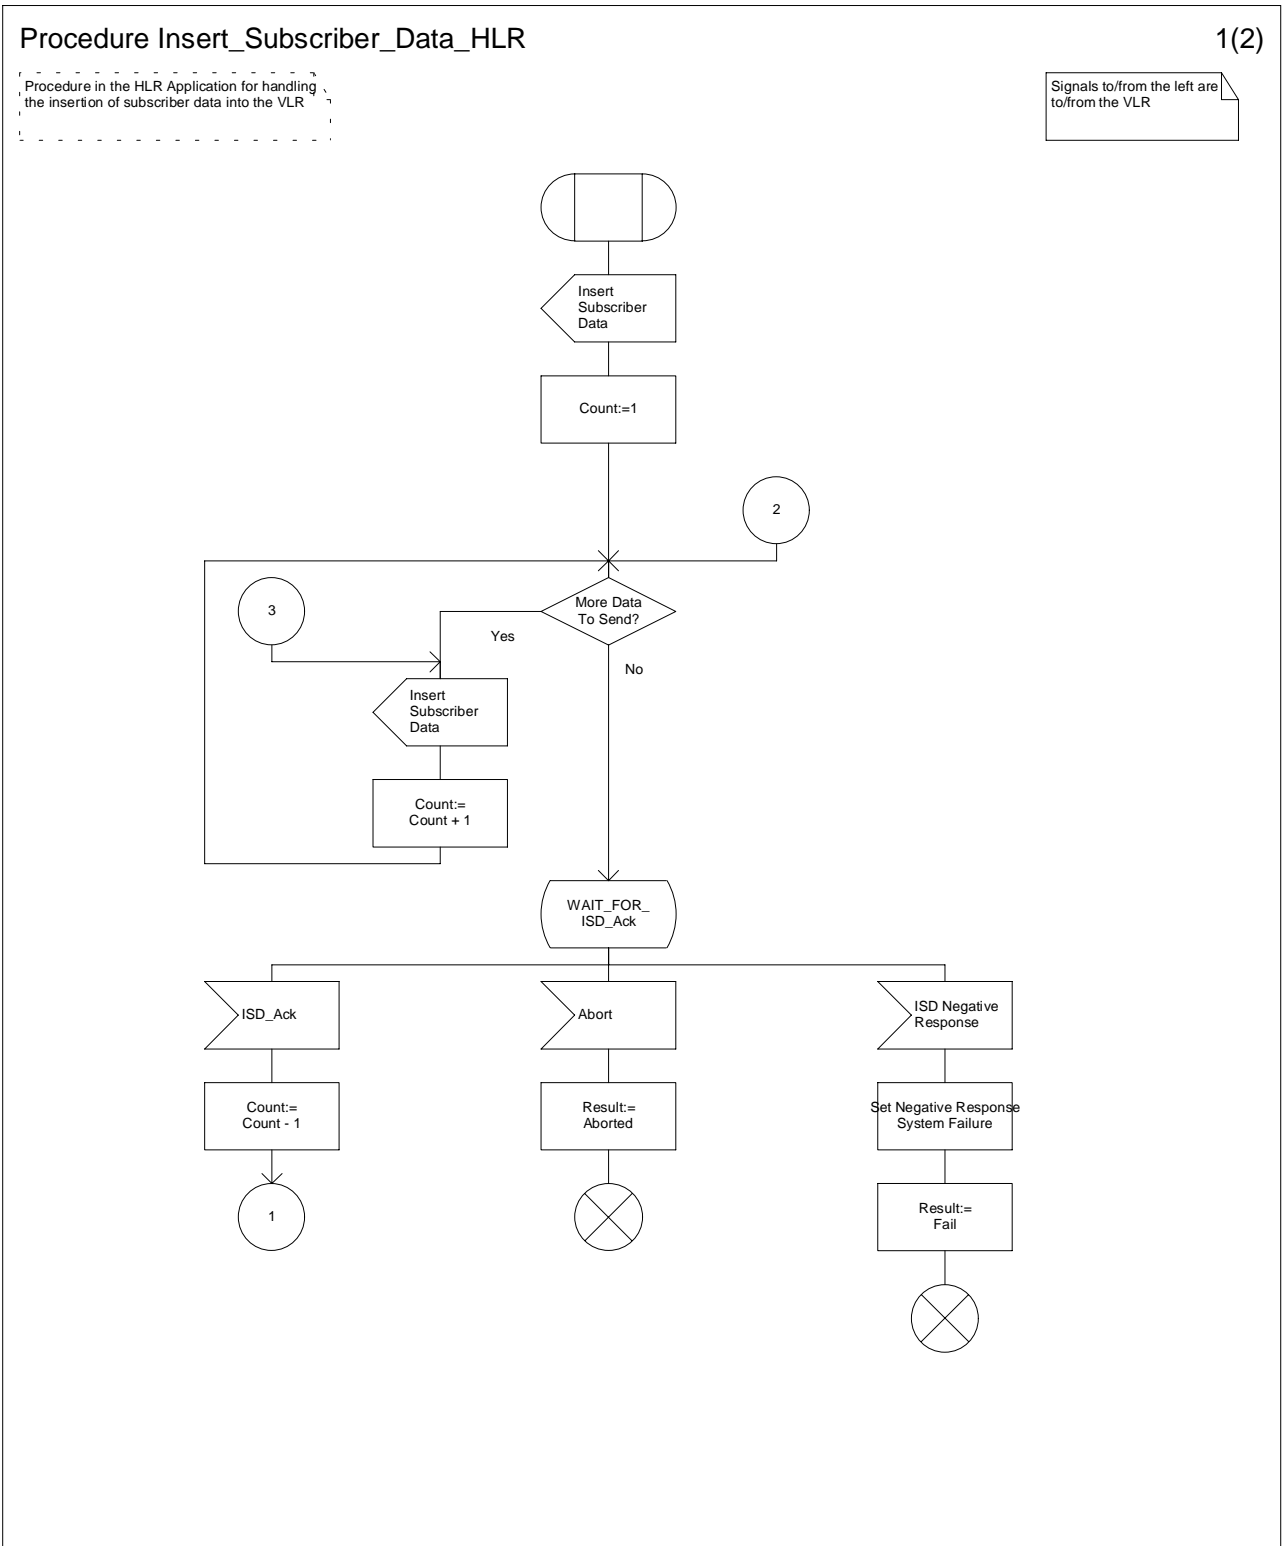 Procedure Insert_Subscriber_Data_HLR
1(2)
Procedure in the HLR Application for handling
the insertion of subscriber data into the VLR
Signals to/from the left are
to/from the VLR
Insert
Subscriber
Data
Count:=1
2
3
More Data
To Send?
Yes
No
Insert
Subscriber
Data
Count:=
Count + 1
WAIT_FOR_
ISD_Ack
ISD_Ack
Abort
ISD Negative
Response
Count:=
Count - 1
Result:=
Aborted
Set Negative Response
System Failure
1
Result:=
Fail